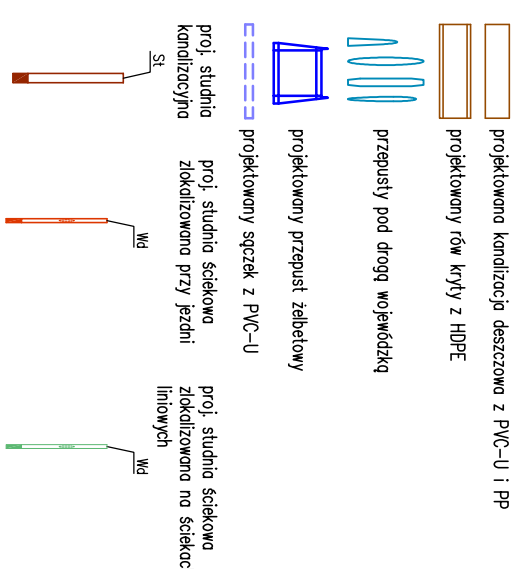 projektowana kanalizacja deszczowa z PVC-U i PP
projektowany rów kryty z HDPE
przepusty pod drogą wojewódzką
projektowany przepust żelbetowy
projektowany sączek z PVC-U
proj. studnia
kanalizacyjna
St
proj. studnia ściekowa
zlokalizowana przy jezdni
Wd
proj. studnia ściekowa
zlokalizowana na ściekac
liniowych
Wd